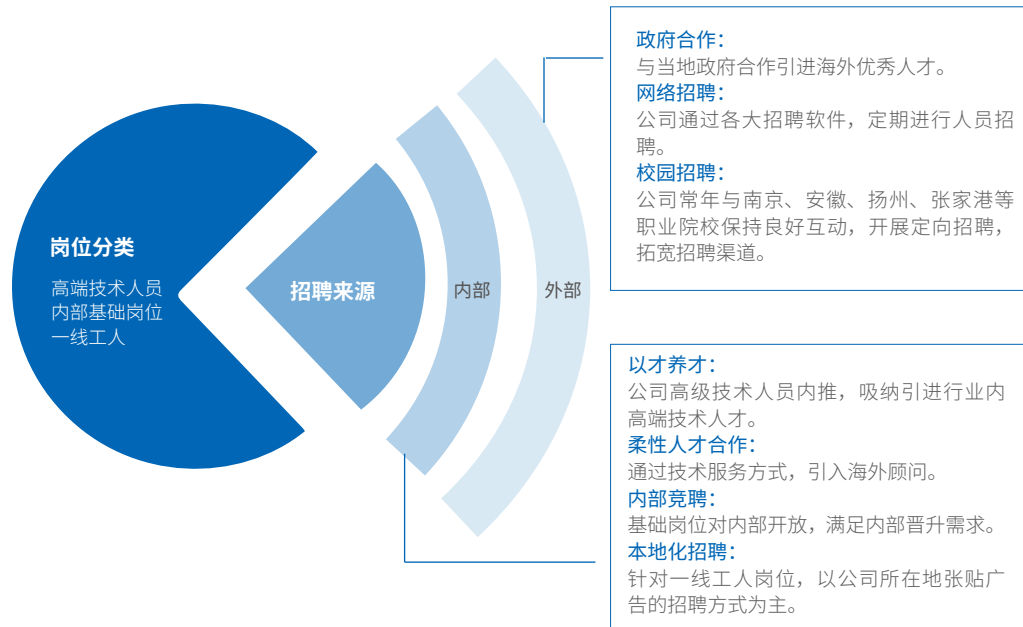 岗位分类
高端技术人员
内部基础岗位
一线工人
招聘来源
内部
外部
政府合作：
与当地政府合作引进海外优秀人才。
网络招聘：
公司通过各大招聘软件，定期进行人员招
聘。
校园招聘：
公司常年与南京、安徽、扬州、张家港等
职业院校保持良好互动，开展定向招聘，
拓宽招聘渠道。
以才养才：
公司高级技术人员内推，吸纳引进行业内
高端技术人才。
柔性人才合作：
通过技术服务方式，引入海外顾问。
内部竞聘：
基础岗位对内部开放，满足内部晋升需求。
本地化招聘：
针对一线工人岗位，以公司所在地张贴广
告的招聘方式为主。